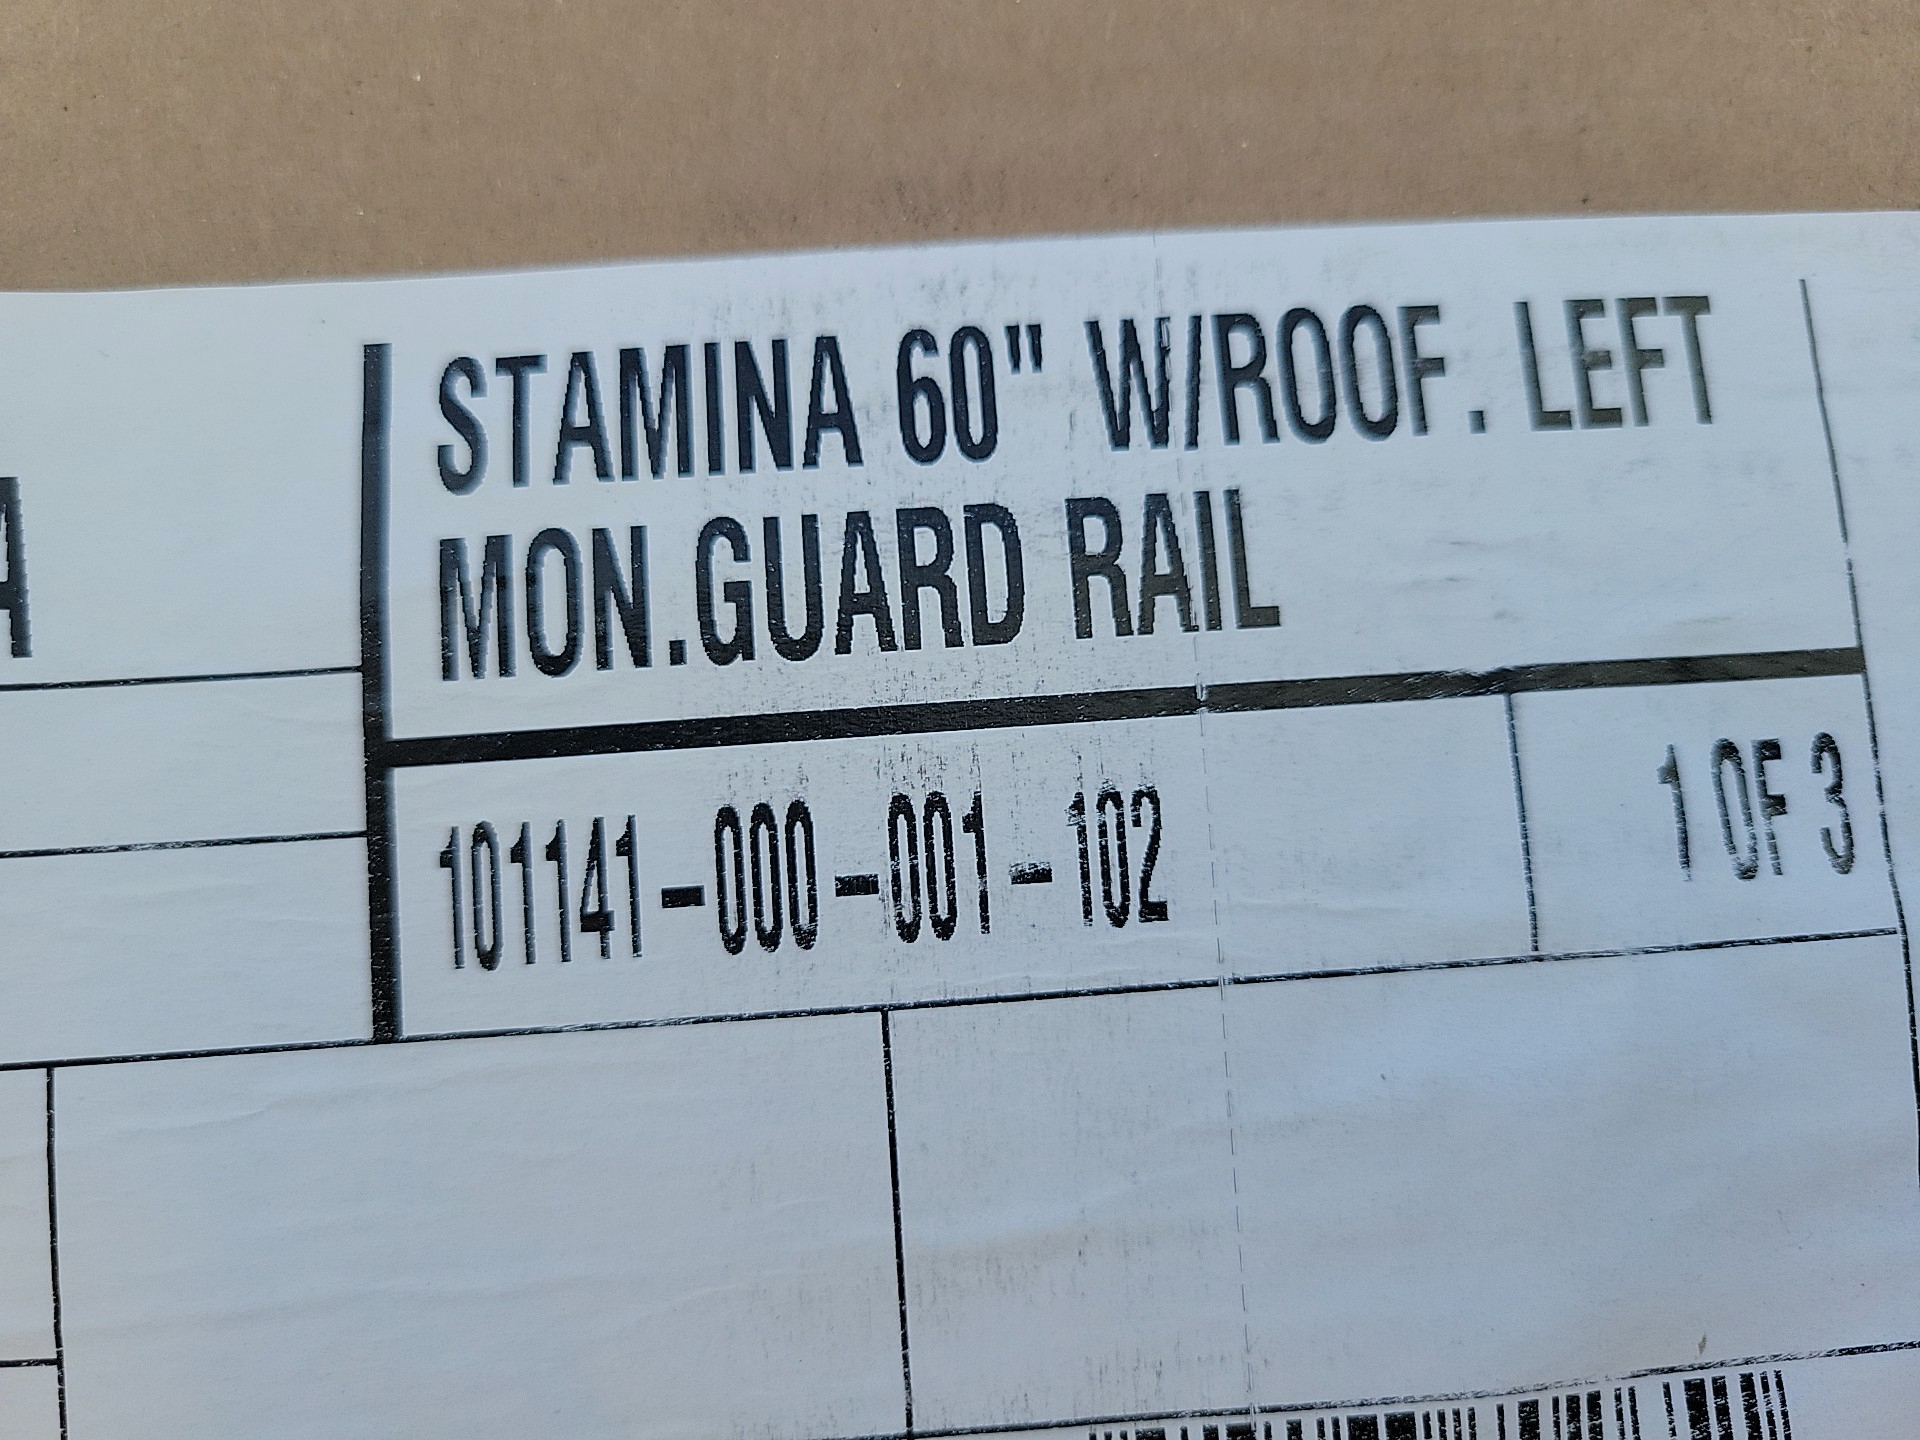 STAMINA 60" W/ROOF. LEFT
MON.GUARD RAIL
A
101141-000-001-102
1 OF 3